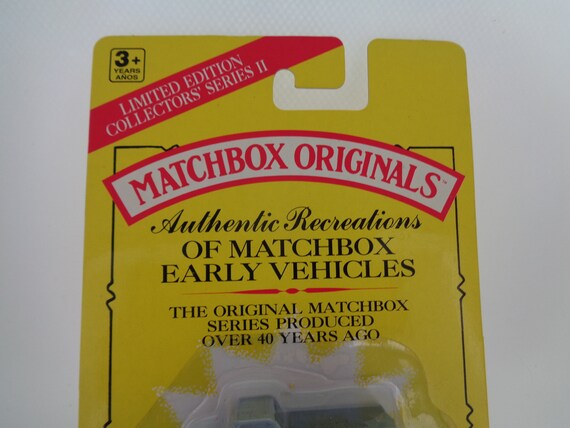 3+
YEARS
AÑOS
LIMITED EDITION
COLLECTORS' SERIES II
MATCHBOX ORIGINALS™
Authentic Recreations
OF MATCHBOX
EARLY VEHICLES
THE ORIGINAL MATCHBOX
SERIES PRODUCED
OVER 40 YEARS AGO